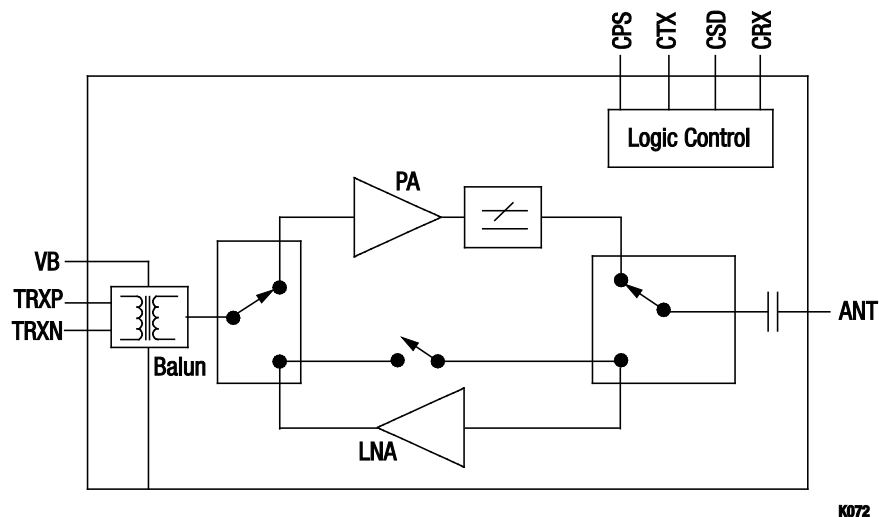 CPS
CTX
CSD
CRX
Logic Control
PA
VB
TRXP
TRXN
Balun
ANT
LNA
K072